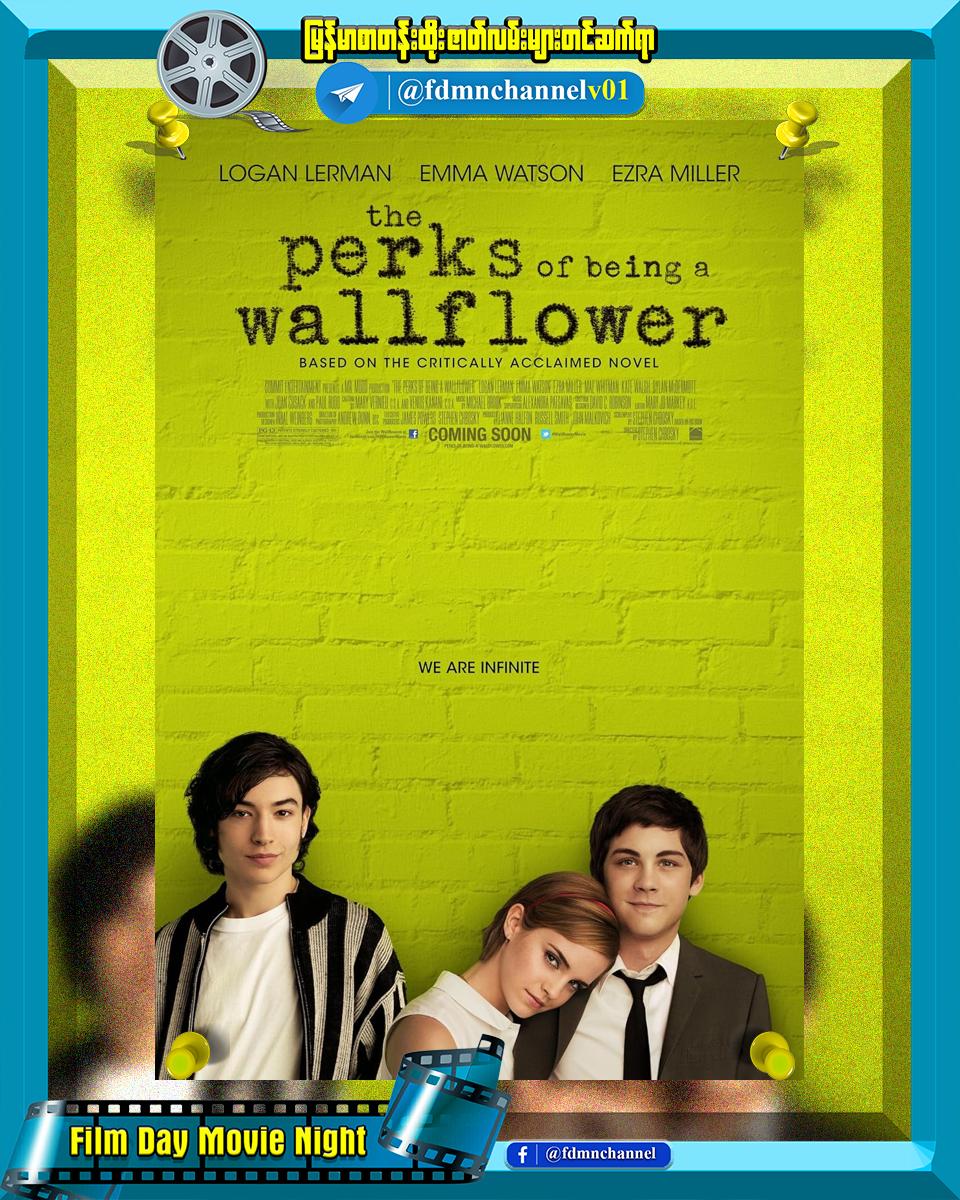 မြန်မာစာတန်းထိုးဇာတ်လမ်းများတင်ဆက်ရာ
@fdmnchannelv01
LOGAN LERMAN EMMA WATSON EZRA MILLER
the
perks of being a
wallflower
BASED ON THE CRITICALLY ACCLAIMED NOVEL
COMING SOON
WE ARE INFINITE
Film Day Movie Night
f @fdmnchannel